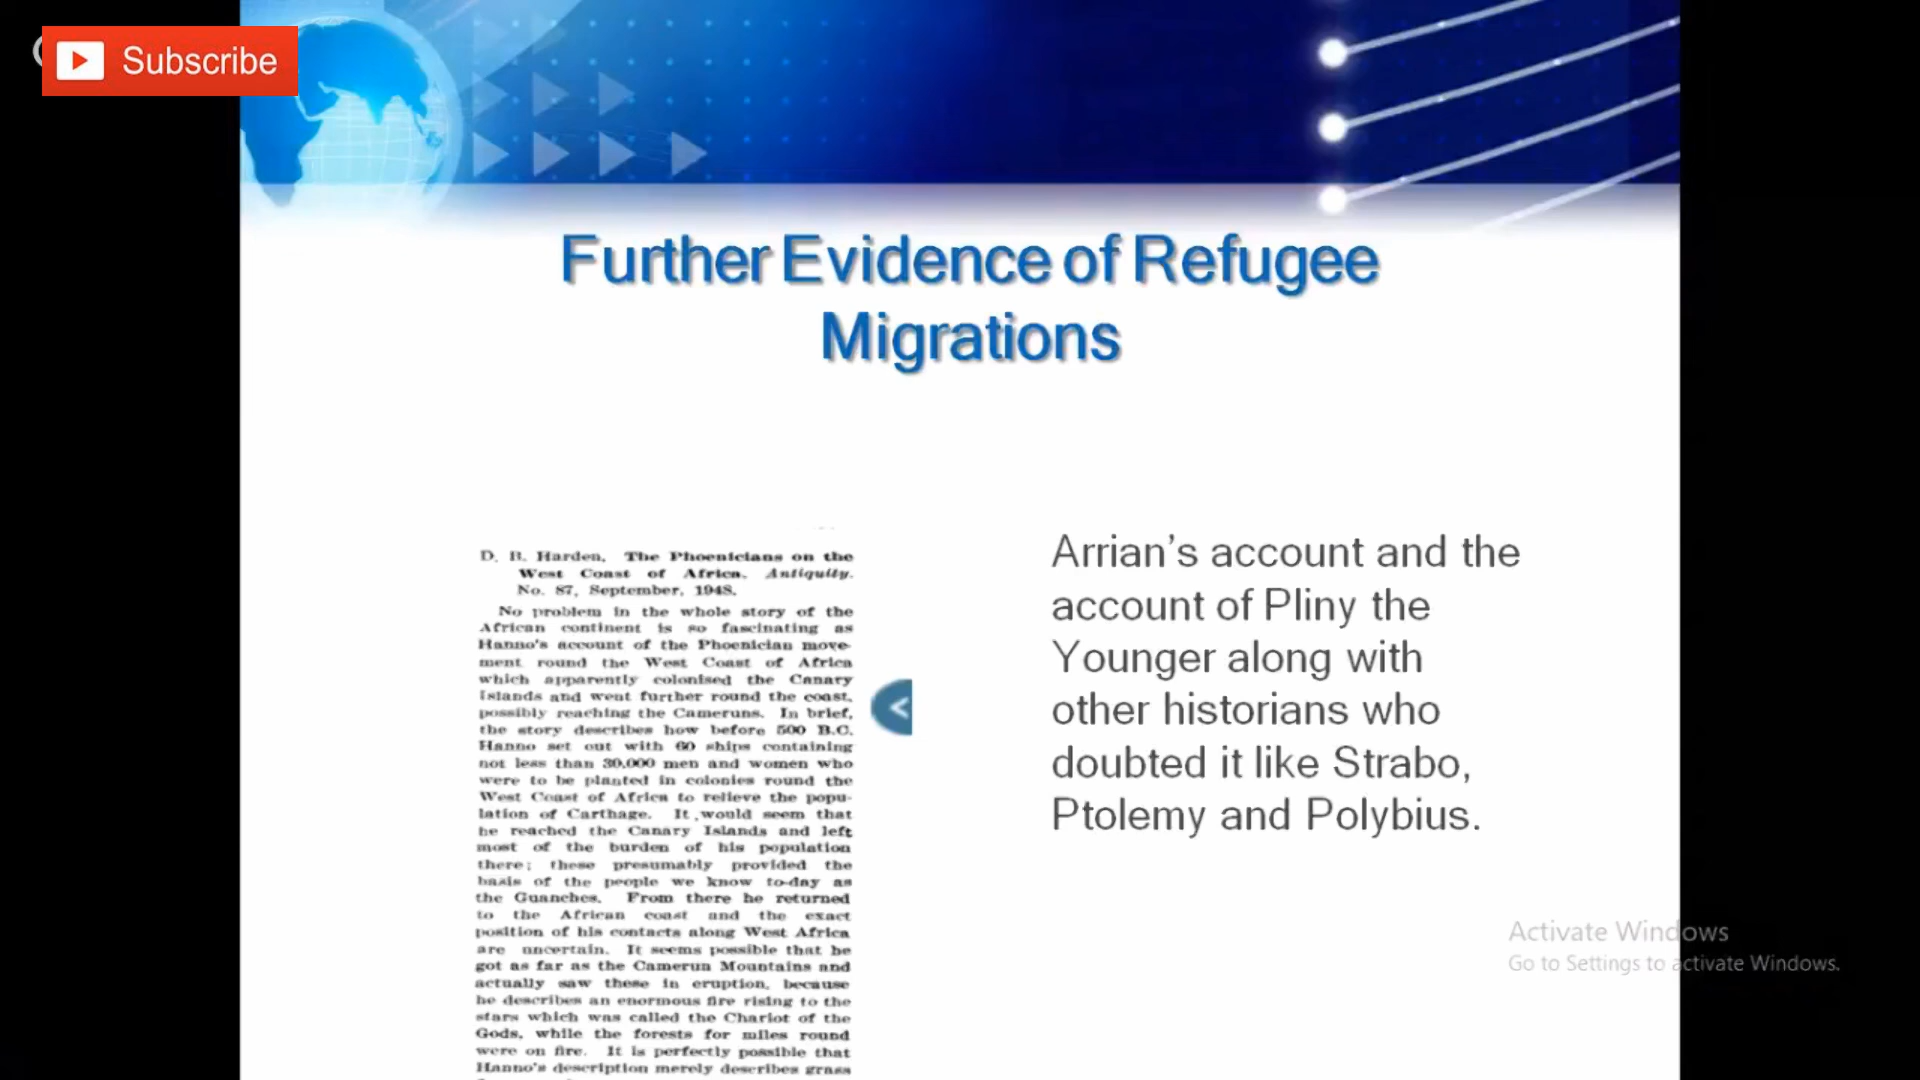 Subscribe
Further Evidence of Refugee
Migrations
D. B. Harden, The Phoenicians on the
West Coast of Africa. Antiquity.
No. 87, September, 1948.
No problem in the whole story of the
African continent is so fascinating as
Hanno's account of the Phoenician move-
ment round the West Coast of Africa
which apparently colonised the Canary
Islands and went further round the coast,
possibly reaching the Cameruns. In brief,
the story describes how before 500 B.C.
Hanno set out with 60 ships containing
not less than 30,000 men and women who
were to be planted in colonies round the
West Coast of Africa to relieve the popu-
lation of Carthage. It would seem that
he reached the Canary Islands and left
most of the burden of his population
there; these presumably provided the
basis of the people we know to-day as
the Guanches. From there he returned
to the African coast and the exact
position of his contacts along West Africa
are uncertain. It seems possible that he
got as far as the Camerun Mountains and
actually saw these in eruption, because
he describes an enormous fire rising to the
stars which was called the Chariot of the
Gods, while the forests for miles round
were on fire. It is perfectly possible that
Hanno's description merely describes grass
Arrian's account and the
account of Pliny the
Younger along with
other historians who
doubted it like Strabo,
Ptolemy and Polybius.
Activate Windows
Go to Settings to activate Windows.